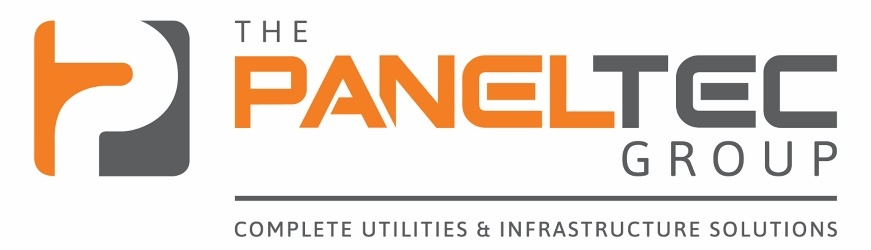 THE
PANELTEC
GROUP
COMPLETE UTILITIES & INFRASTRUCTURE SOLUTIONS